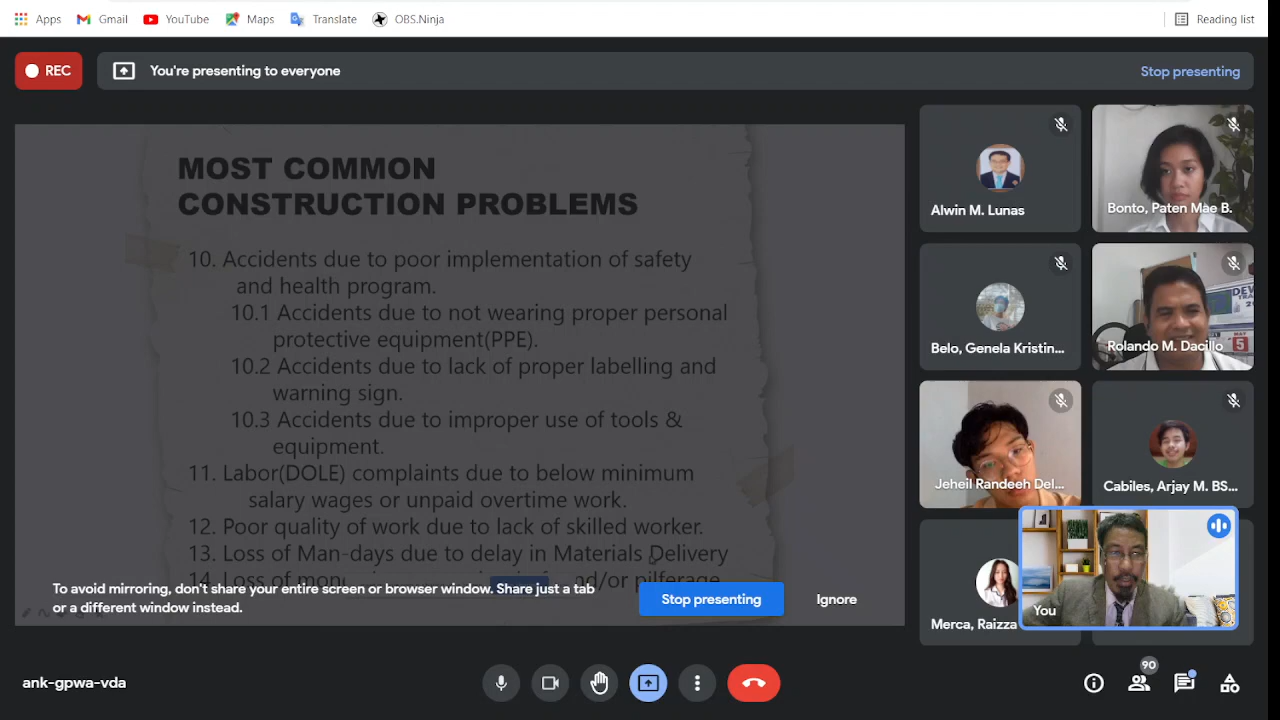 Apps Gmail YouTube Maps Translate OBS.Ninja Reading list
REC You're presenting to everyone Stop presenting
MOST COMMON
CONSTRUCTION PROBLEMS
10. Accidents due to poor implementation of safety
and health program.
10.1 Accidents due to not wearing proper personal
protective equipment(PPE).
10.2 Accidents due to lack of proper labelling and
warning sign.
10.3 Accidents due to improper use of tools &
equipment.
11. Labor(DOLE) complaints due to below minimum
salary wages or unpaid overtime work.
12. Poor quality of work due to lack of skilled worker.
13. Loss of Man-days due to delay in Materials Delivery
14. Loss of and/or pilferage
To avoid mirroring, don't share your entire screen or browser window. Share just a tab
or a different window instead.
Stop presenting Ignore
Alwin M. Lunas
Bonto, Paten Mae B.
Belo, Genela Kristin...
Rolando M. Dacillo
Jeheil Randeeh Del...
Cabiles, Arjay M. BS...
Merca, Raizza
You
ank-gpwa-vda
90